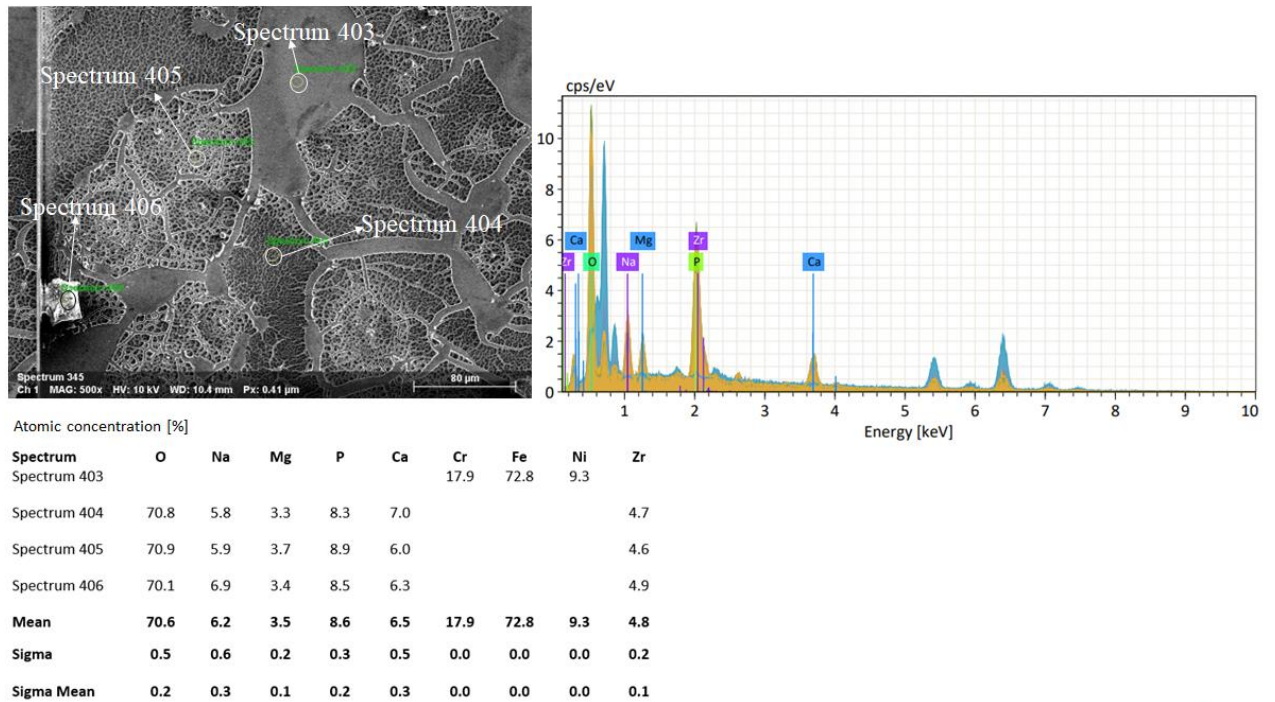 Spectrum 403
Spectrum 405
Spectrum 406
Spectrum 404
Spectrum 345
Ch 1 MAG: 500x HV: 10 kV WD: 10.4 mm Px: 0.41 µm
80 µm
cps/eV
10
8
6
4
2
0
Ca Mg Zr
Zr O Na P Ca
1 2 3 4 5 6 7 8 9 10
Energy [keV]
Atomic concentration [%]
Spectrum O Na Mg P Ca Cr Fe Ni Zr
Spectrum 403 17.9 72.8 9.3
Spectrum 404 70.8 5.8 3.3 8.3 7.0 4.7
Spectrum 405 70.9 5.9 3.7 8.9 6.0 4.6
Spectrum 406 70.1 6.9 3.4 8.5 6.3 4.9
Mean 70.6 6.2 3.5 8.6 6.5 17.9 72.8 9.3 4.8
Sigma 0.5 0.6 0.2 0.3 0.5 0.0 0.0 0.0 0.2
Sigma Mean 0.2 0.3 0.1 0.2 0.3 0.0 0.0 0.0 0.1